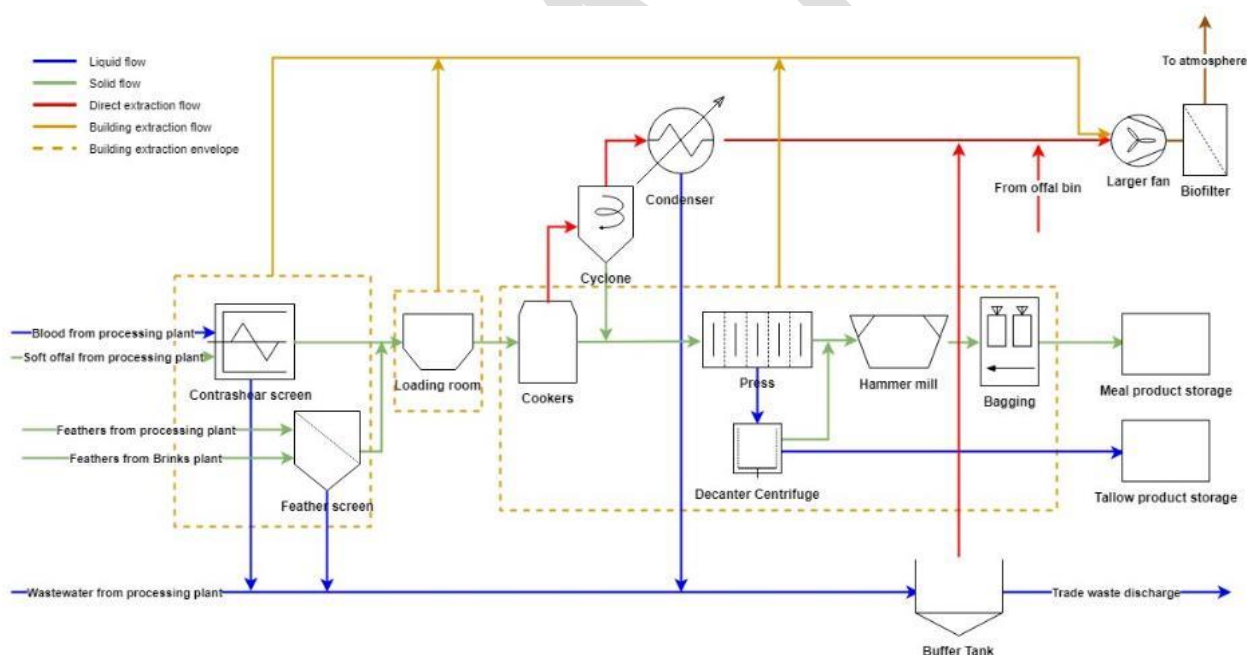 Liquid flow
Solid flow
Direct extraction flow
Building extraction flow
Building extraction envelope
To atmosphere
Condenser
From offal bin
Larger fan
Biofilter
Cyclone
Blood from processing plant
Soft offal from processing plant
Contrashear screen
Loading room
Cookers
Press
Hammer mill
Bagging
Meal product storage
Feathers from processing plant
Feathers from Brinks plant
Feather screen
Decanter Centrifuge
Tallow product storage
Wastewater from processing plant
Trade waste discharge
Buffer Tank